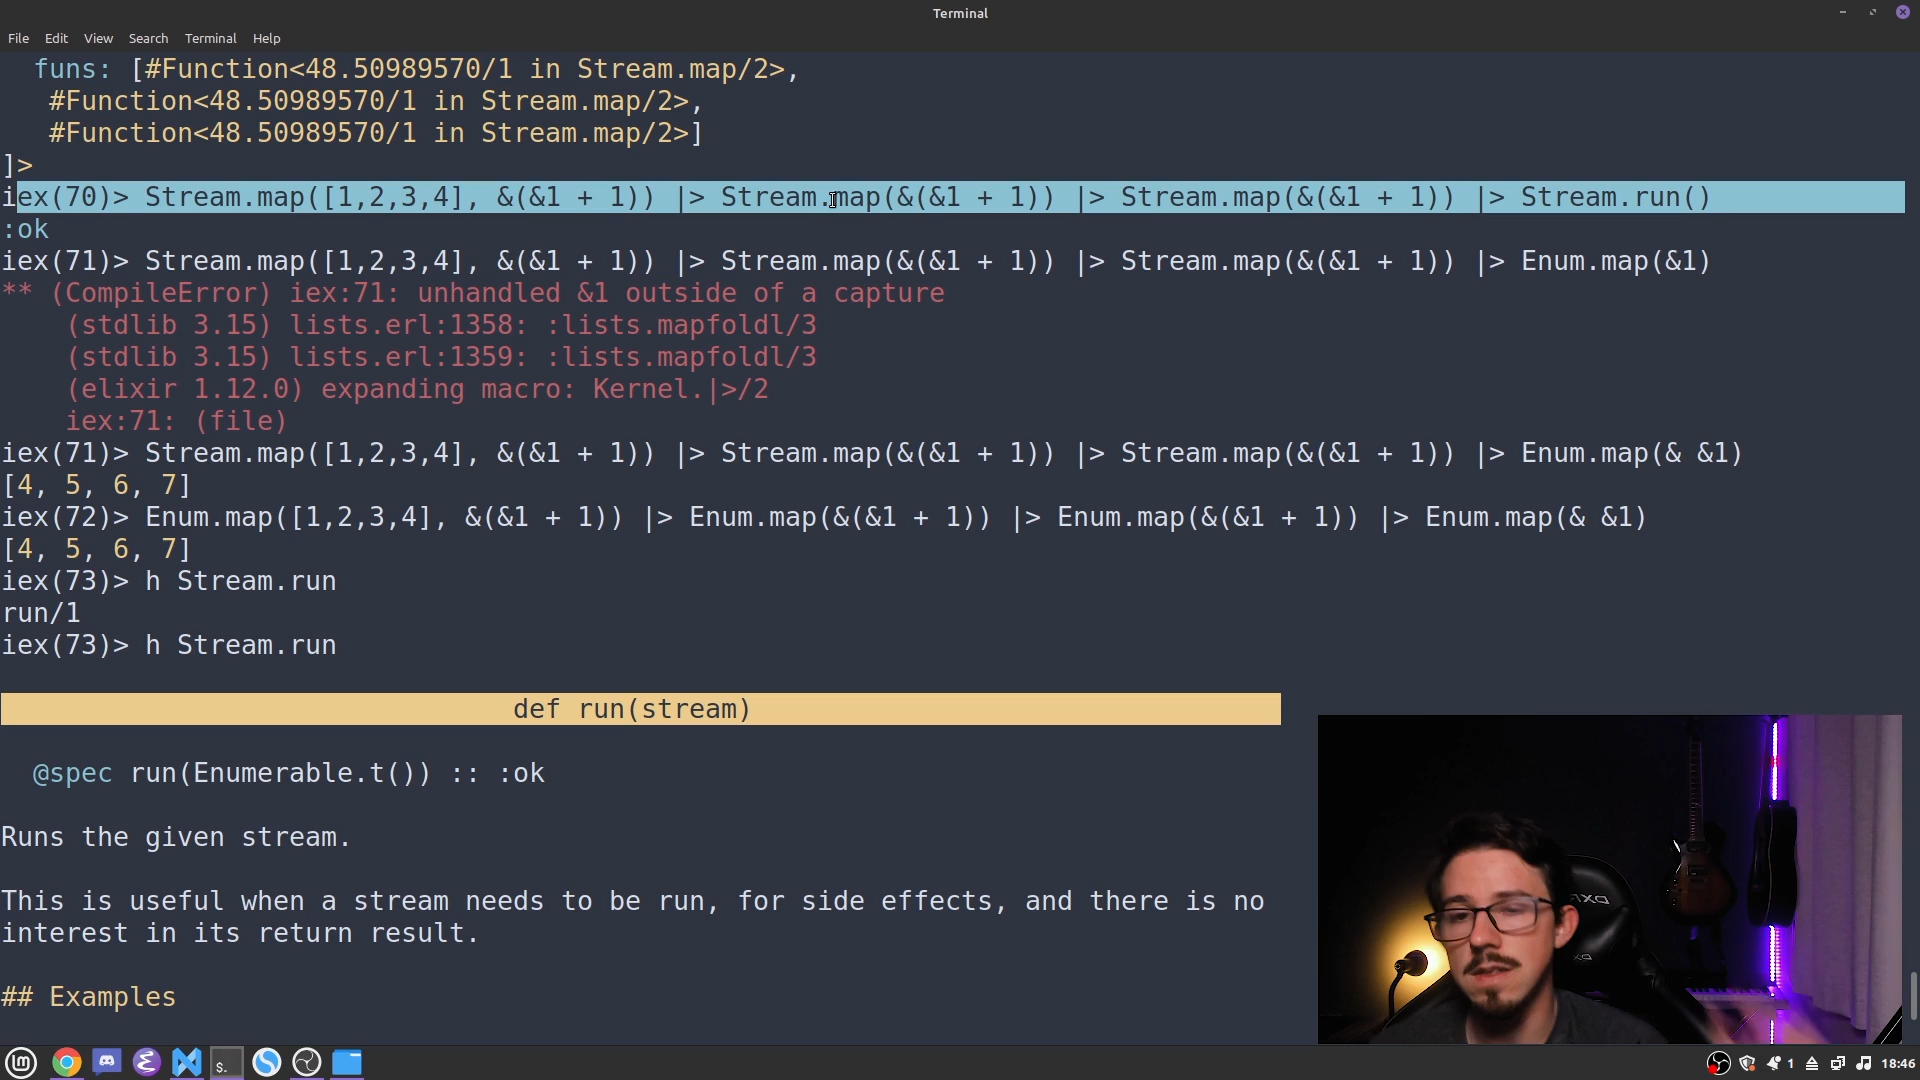 Terminal
File Edit View Search Terminal Help
funs: [#Function<48.50989570/1 in Stream.map/2>,
#Function<48.50989570/1 in Stream.map/2>,
#Function<48.50989570/1 in Stream.map/2>]
]>
iex(70)> Stream.map([1,2,3,4], &(&1 + 1)) |> Stream.map(&(&1 + 1)) |> Stream.map(&(&1 + 1)) |> Stream.run()
:ok
iex(71)> Stream.map([1,2,3,4], &(&1 + 1)) |> Stream.map(&(&1 + 1)) |> Stream.map(&(&1 + 1)) |> Enum.map(&1)
** (CompileError) iex:71: unhandled &1 outside of a capture
(stdlib 3.15) lists.erl:1358: :lists.mapfoldl/3
(stdlib 3.15) lists.erl:1359: :lists.mapfoldl/3
(elixir 1.12.0) expanding macro: Kernel.|>/2
iex:71: (file)
iex(71)> Stream.map([1,2,3,4], &(&1 + 1)) |> Stream.map(&(&1 + 1)) |> Stream.map(&(&1 + 1)) |> Enum.map(& &1)
[4, 5, 6, 7]
iex(72)> Enum.map([1,2,3,4], &(&1 + 1)) |> Enum.map(&(&1 + 1)) |> Enum.map(&(&1 + 1)) |> Enum.map(& &1)
[4, 5, 6, 7]
iex(73)> h Stream.run
run/1
iex(73)> h Stream.run
def run(stream)
@spec run(Enumerable.t()) :: :ok
Runs the given stream.
This is useful when a stream needs to be run, for side effects, and there is no
interest in its return result.
## Examples
1 18:46